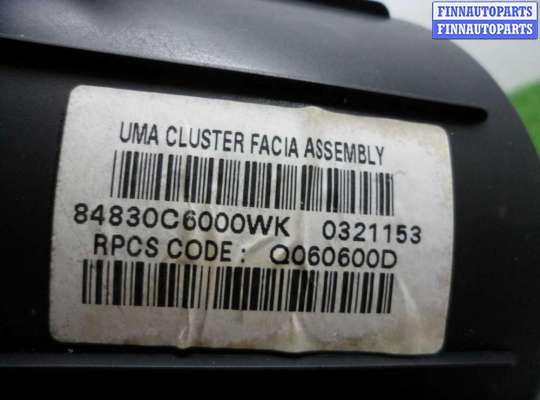 FINNAUTOPARTS
FINNAUTOPARTS
UMA CLUSTER FACIA ASSEMBLY
84830C6000WK 0321153
RPCS CODE : Q060600D